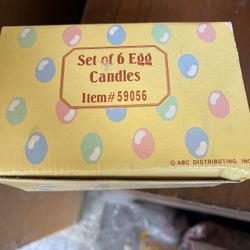 Set of 6 Egg
Candles
Item# 59056
© ABC DISTRIBUTING, INC